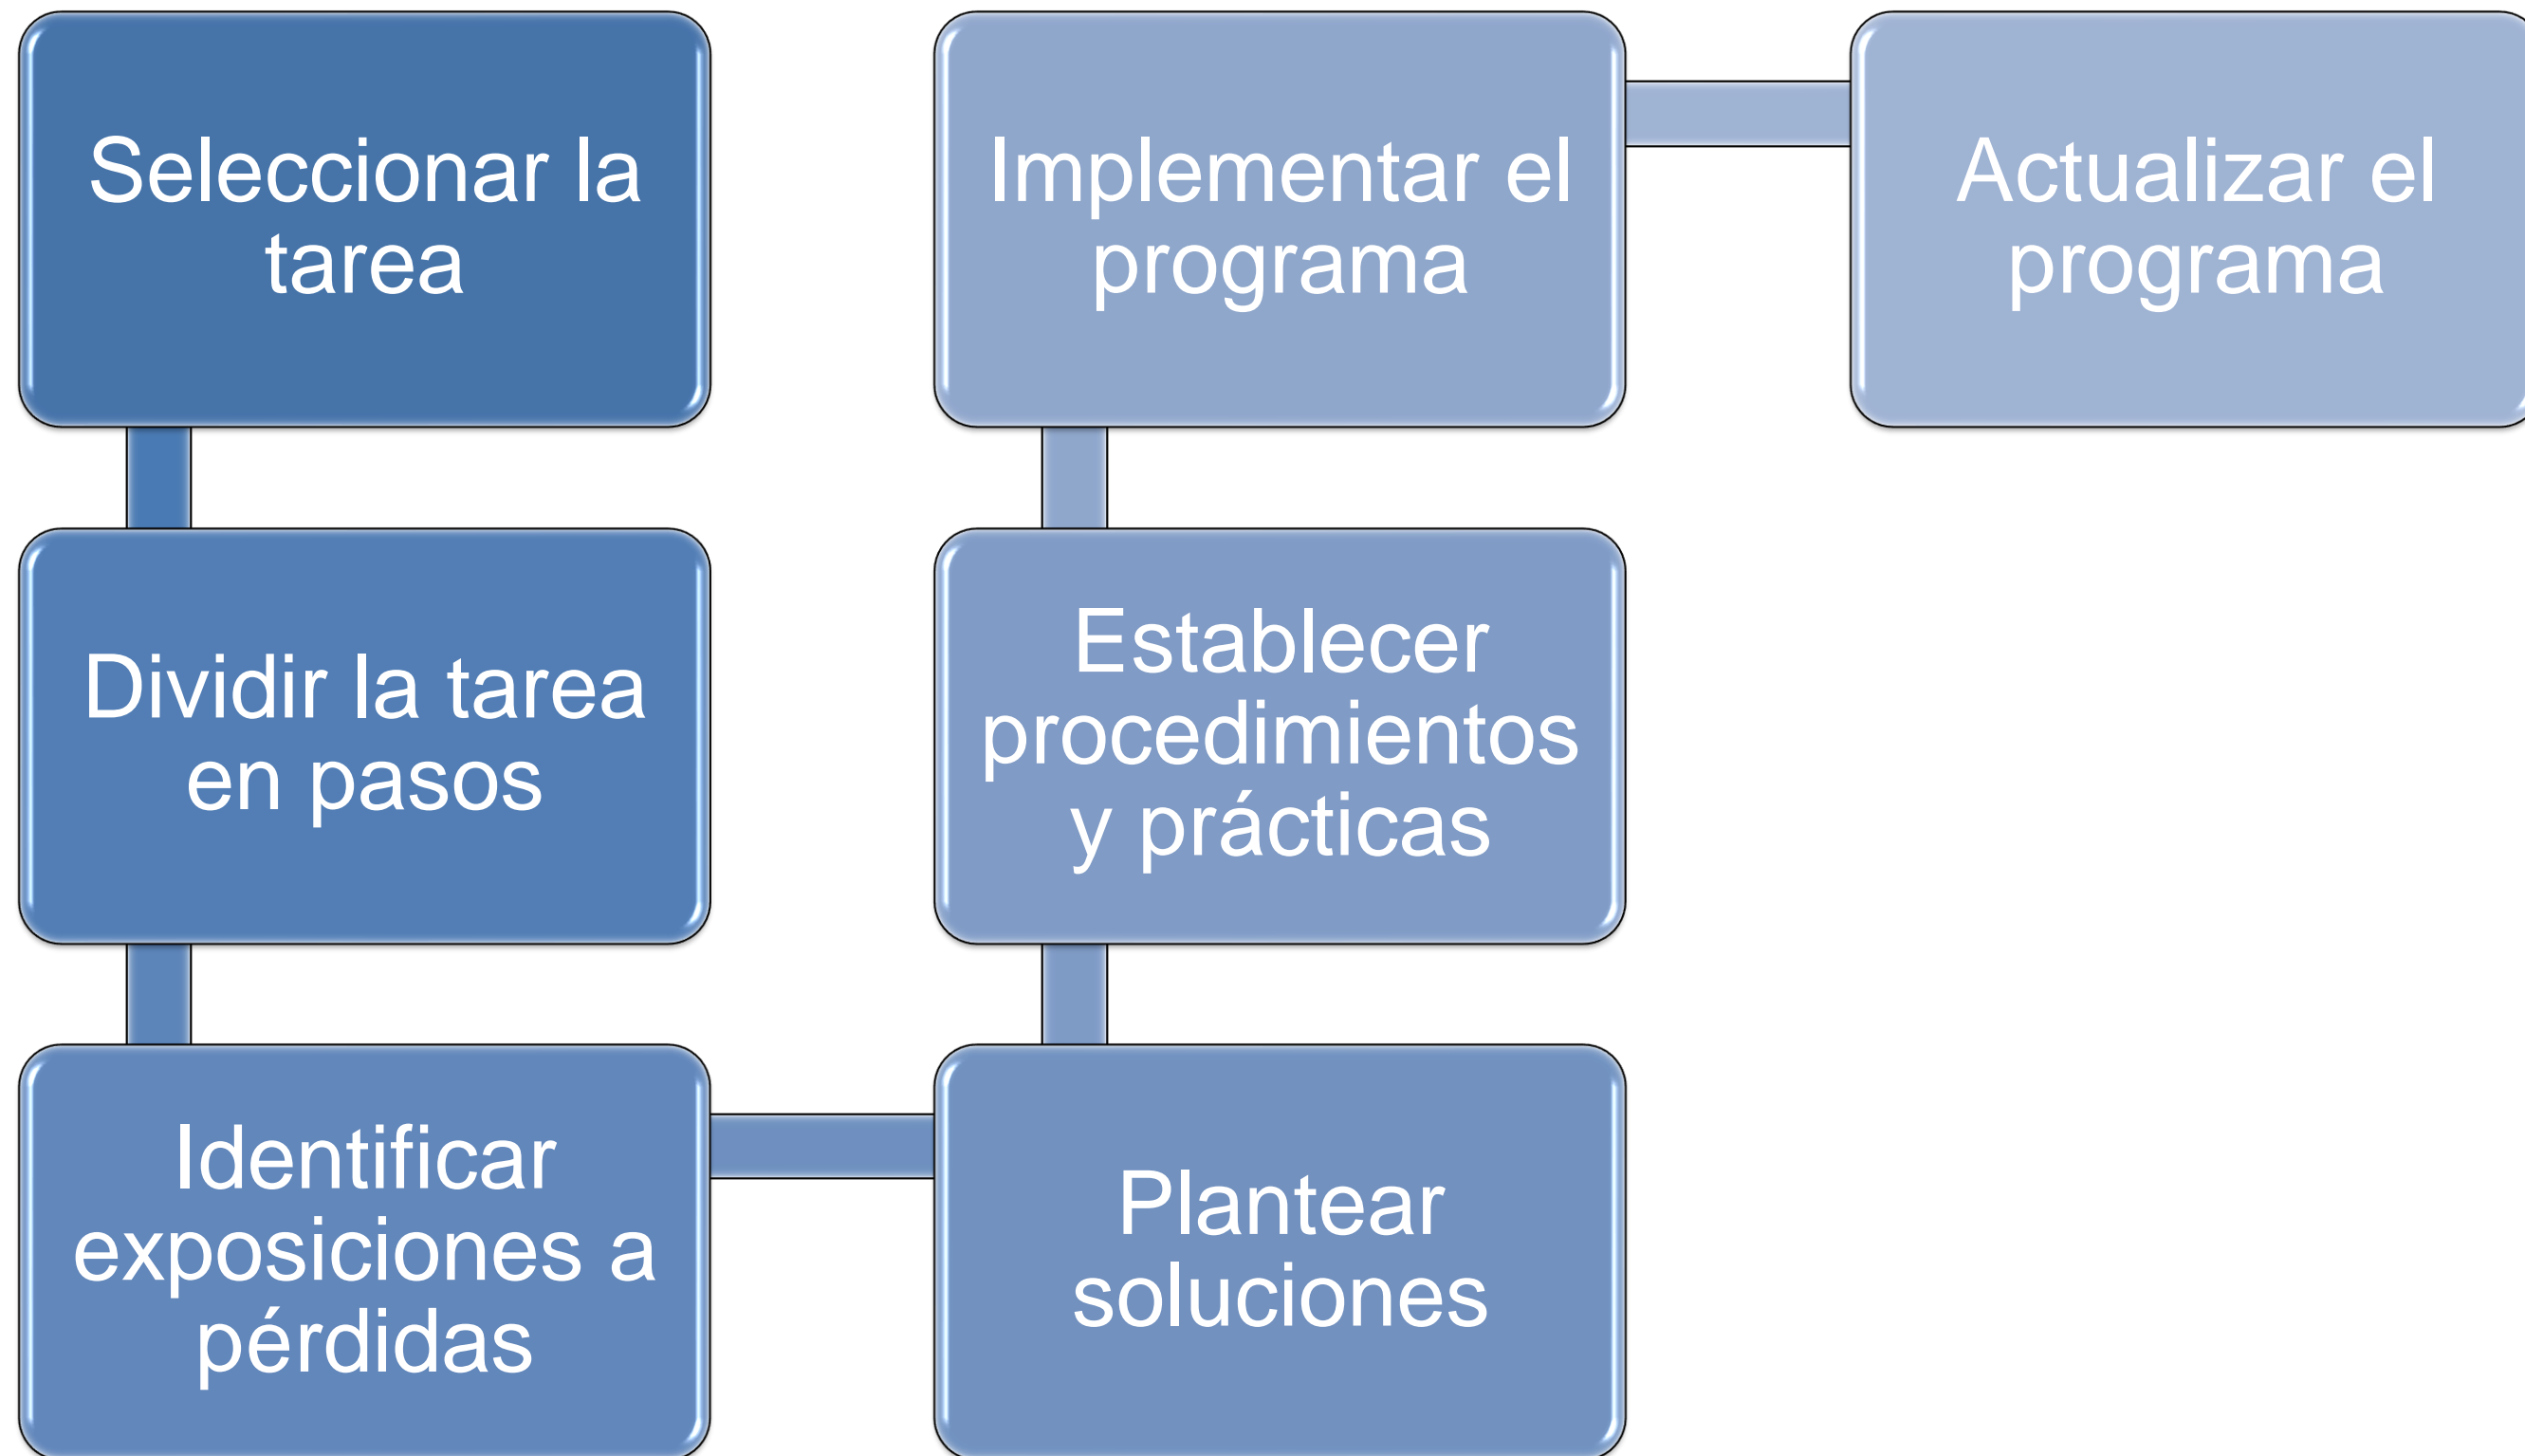 Seleccionar la
tarea
Dividir la tarea
en pasos
Identificar
exposiciones a
pérdidas
Plantear
soluciones
Establecer
procedimientos
y prácticas
Implementar el
programa
Actualizar el
programa